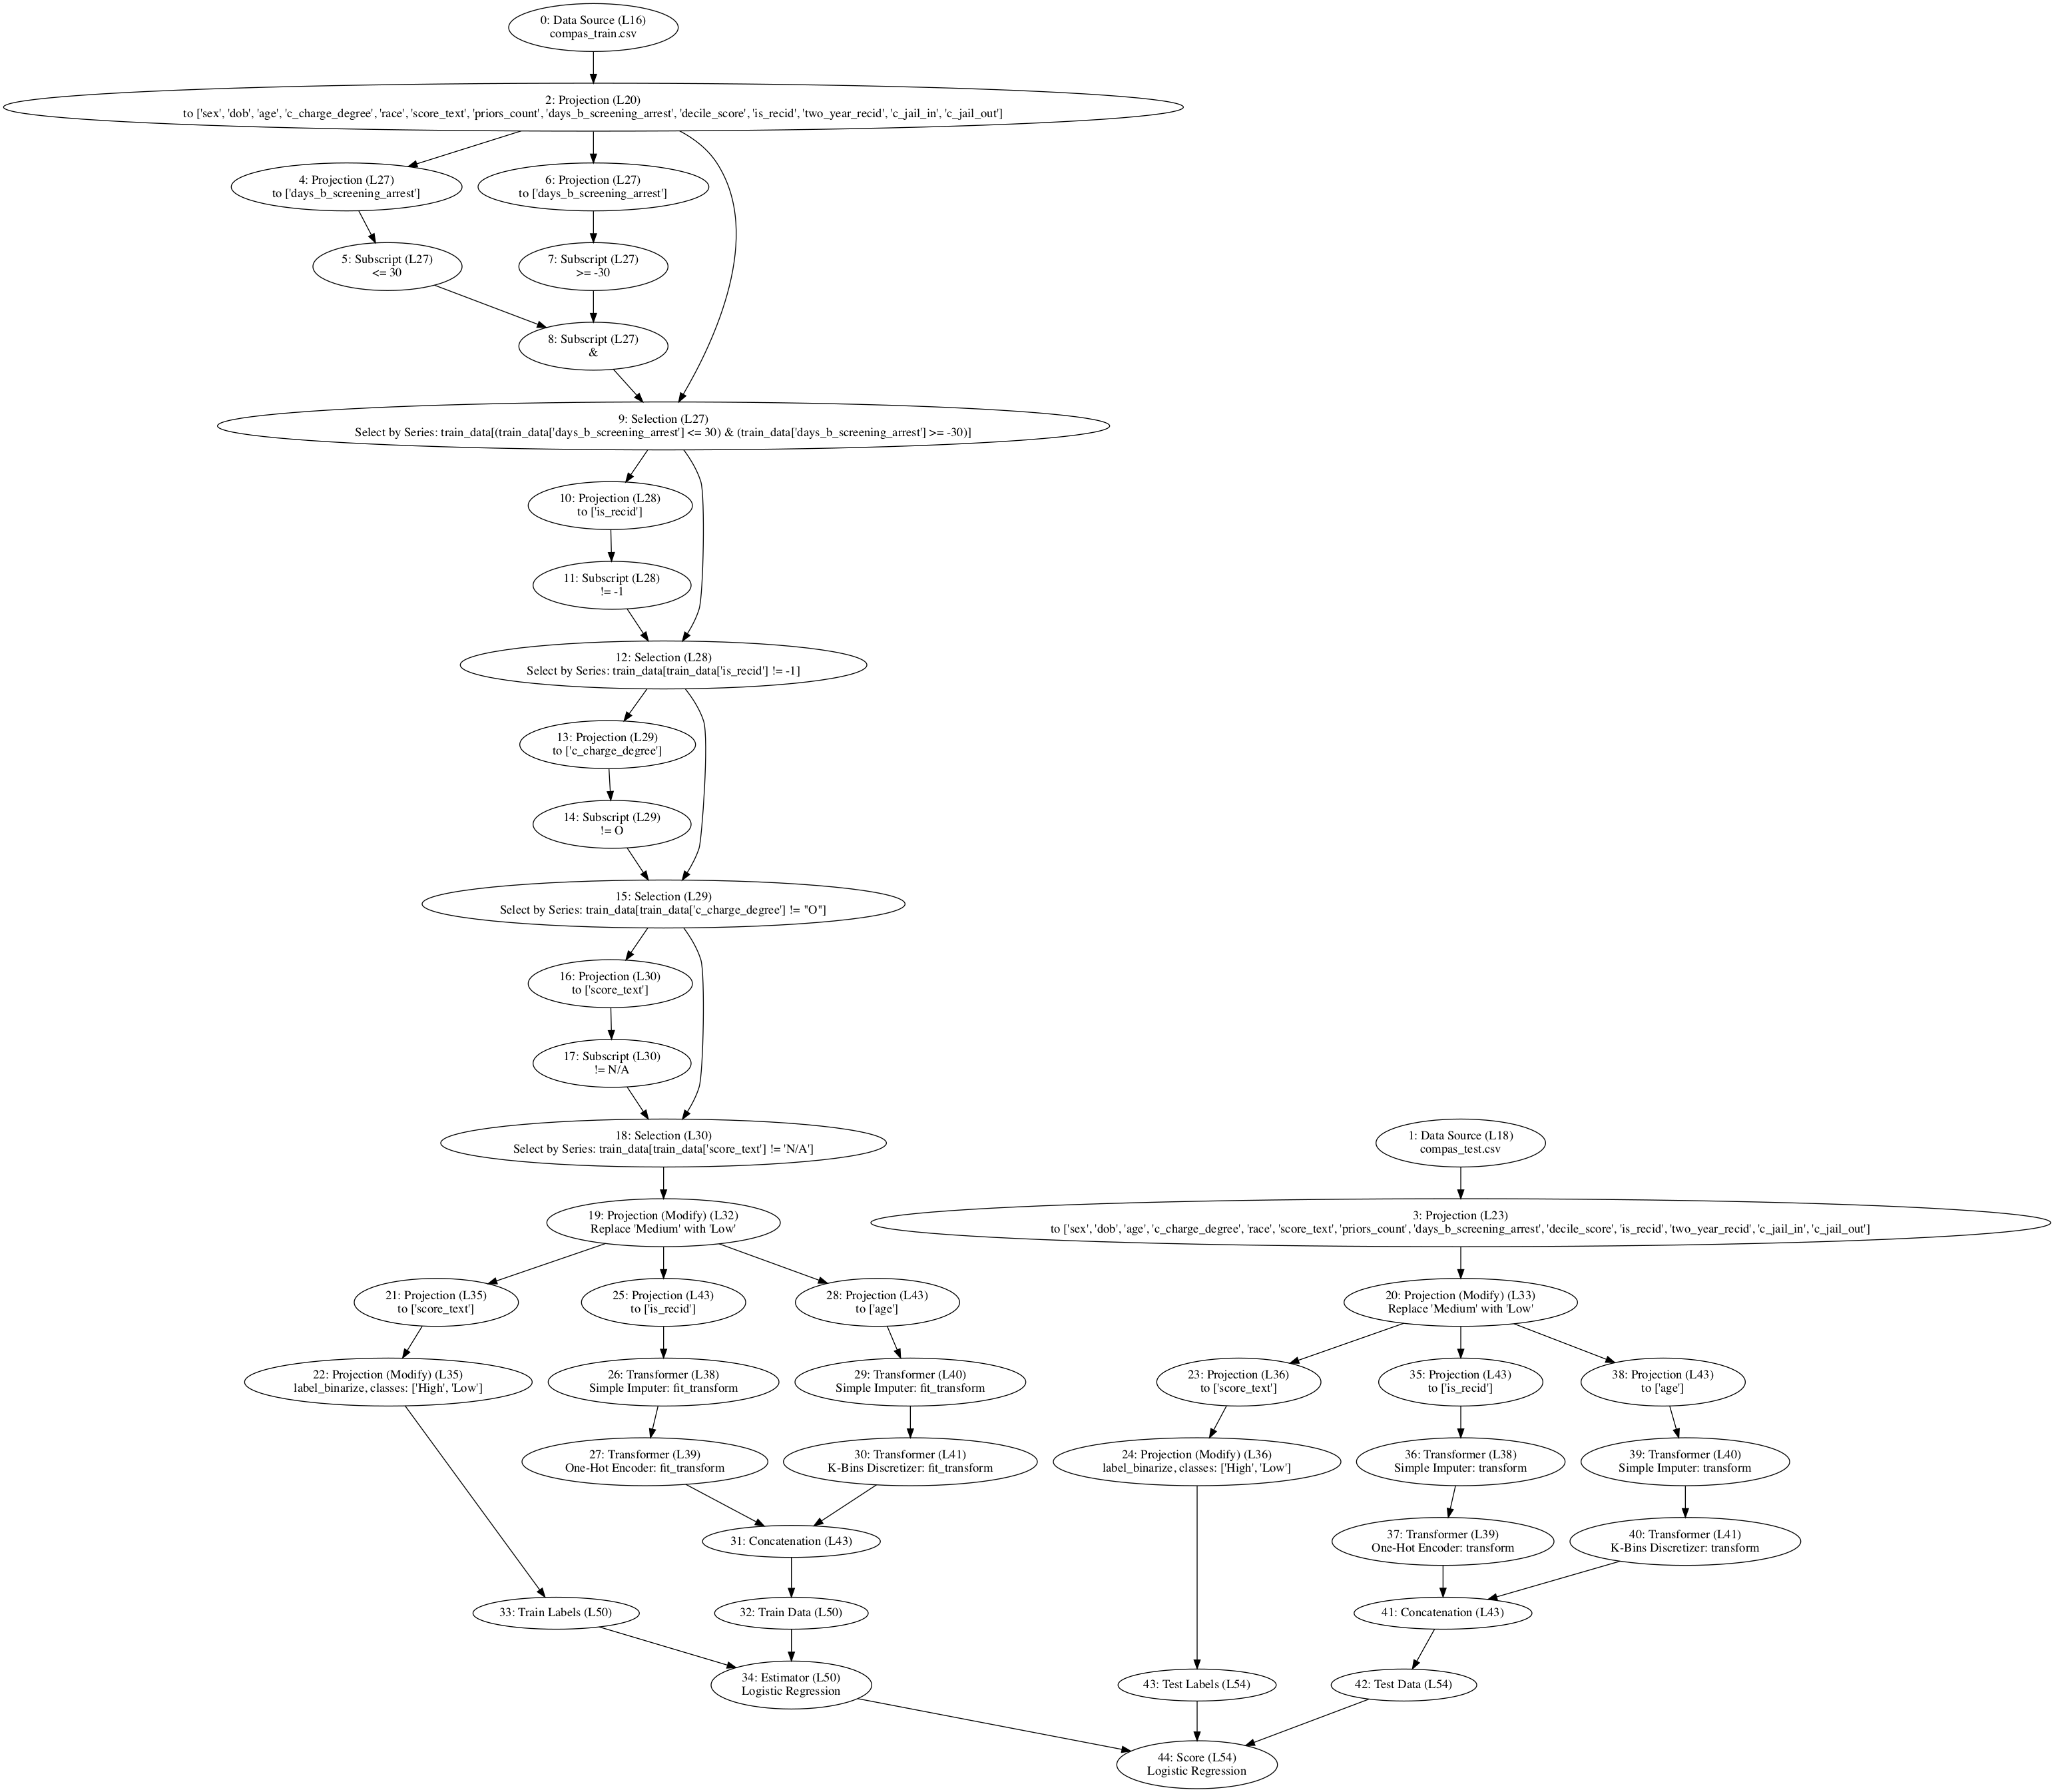 0: Data Source (L16)
compas_train.csv
2: Projection (L20)
to ['sex', 'dob', 'age', 'c_charge_degree', 'race', 'score_text', 'priors_count', 'days_b_screening_arrest', 'decile_score', 'is_recid', 'two_year_recid', 'c_jail_in', 'c_jail_out']
4: Projection (L27)
to ['days_b_screening_arrest']
6: Projection (L27)
to ['days_b_screening_arrest']
5: Subscript (L27)
<= 30
7: Subscript (L27)
>= -30
8: Subscript (L27)
&
9: Selection (L27)
Select by Series: train_data[(train_data['days_b_screening_arrest'] <= 30) & (train_data['days_b_screening_arrest'] >= -30)]
10: Projection (L28)
to ['is_recid']
11: Subscript (L28)
!= -1
12: Selection (L28)
Select by Series: train_data[train_data['is_recid'] != -1]
13: Projection (L29)
to ['c_charge_degree']
14: Subscript (L29)
!= O
15: Selection (L29)
Select by Series: train_data[train_data['c_charge_degree'] != "O"]
16: Projection (L30)
to ['score_text']
17: Subscript (L30)
!= N/A
18: Selection (L30)
Select by Series: train_data[train_data['score_text'] != 'N/A']
1: Data Source (L18)
compas_test.csv
19: Projection (Modify) (L32)
Replace 'Medium' with 'Low'
3: Projection (L23)
to ['sex', 'dob', 'age', 'c_charge_degree', 'race', 'score_text', 'priors_count', 'days_b_screening_arrest', 'decile_score', 'is_recid', 'two_year_recid', 'c_jail_in', 'c_jail_out']
21: Projection (L35)
to ['score_text']
25: Projection (L43)
to ['is_recid']
28: Projection (L43)
to ['age']
20: Projection (Modify) (L33)
Replace 'Medium' with 'Low'
22: Projection (Modify) (L35)
label_binarize, classes: ['High', 'Low']
26: Transformer (L38)
Simple Imputer: fit_transform
29: Transformer (L40)
Simple Imputer: fit_transform
23: Projection (L36)
to ['score_text']
35: Projection (L43)
to ['is_recid']
38: Projection (L43)
to ['age']
27: Transformer (L39)
One-Hot Encoder: fit_transform
30: Transformer (L41)
K-Bins Discretizer: fit_transform
24: Projection (Modify) (L36)
label_binarize, classes: ['High', 'Low']
36: Transformer (L38)
Simple Imputer: transform
39: Transformer (L40)
Simple Imputer: transform
31: Concatenation (L43)
37: Transformer (L39)
One-Hot Encoder: transform
40: Transformer (L41)
K-Bins Discretizer: transform
33: Train Labels (L50)
32: Train Data (L50)
41: Concatenation (L43)
34: Estimator (L50)
Logistic Regression
43: Test Labels (L54)
42: Test Data (L54)
44: Score (L54)
Logistic Regression